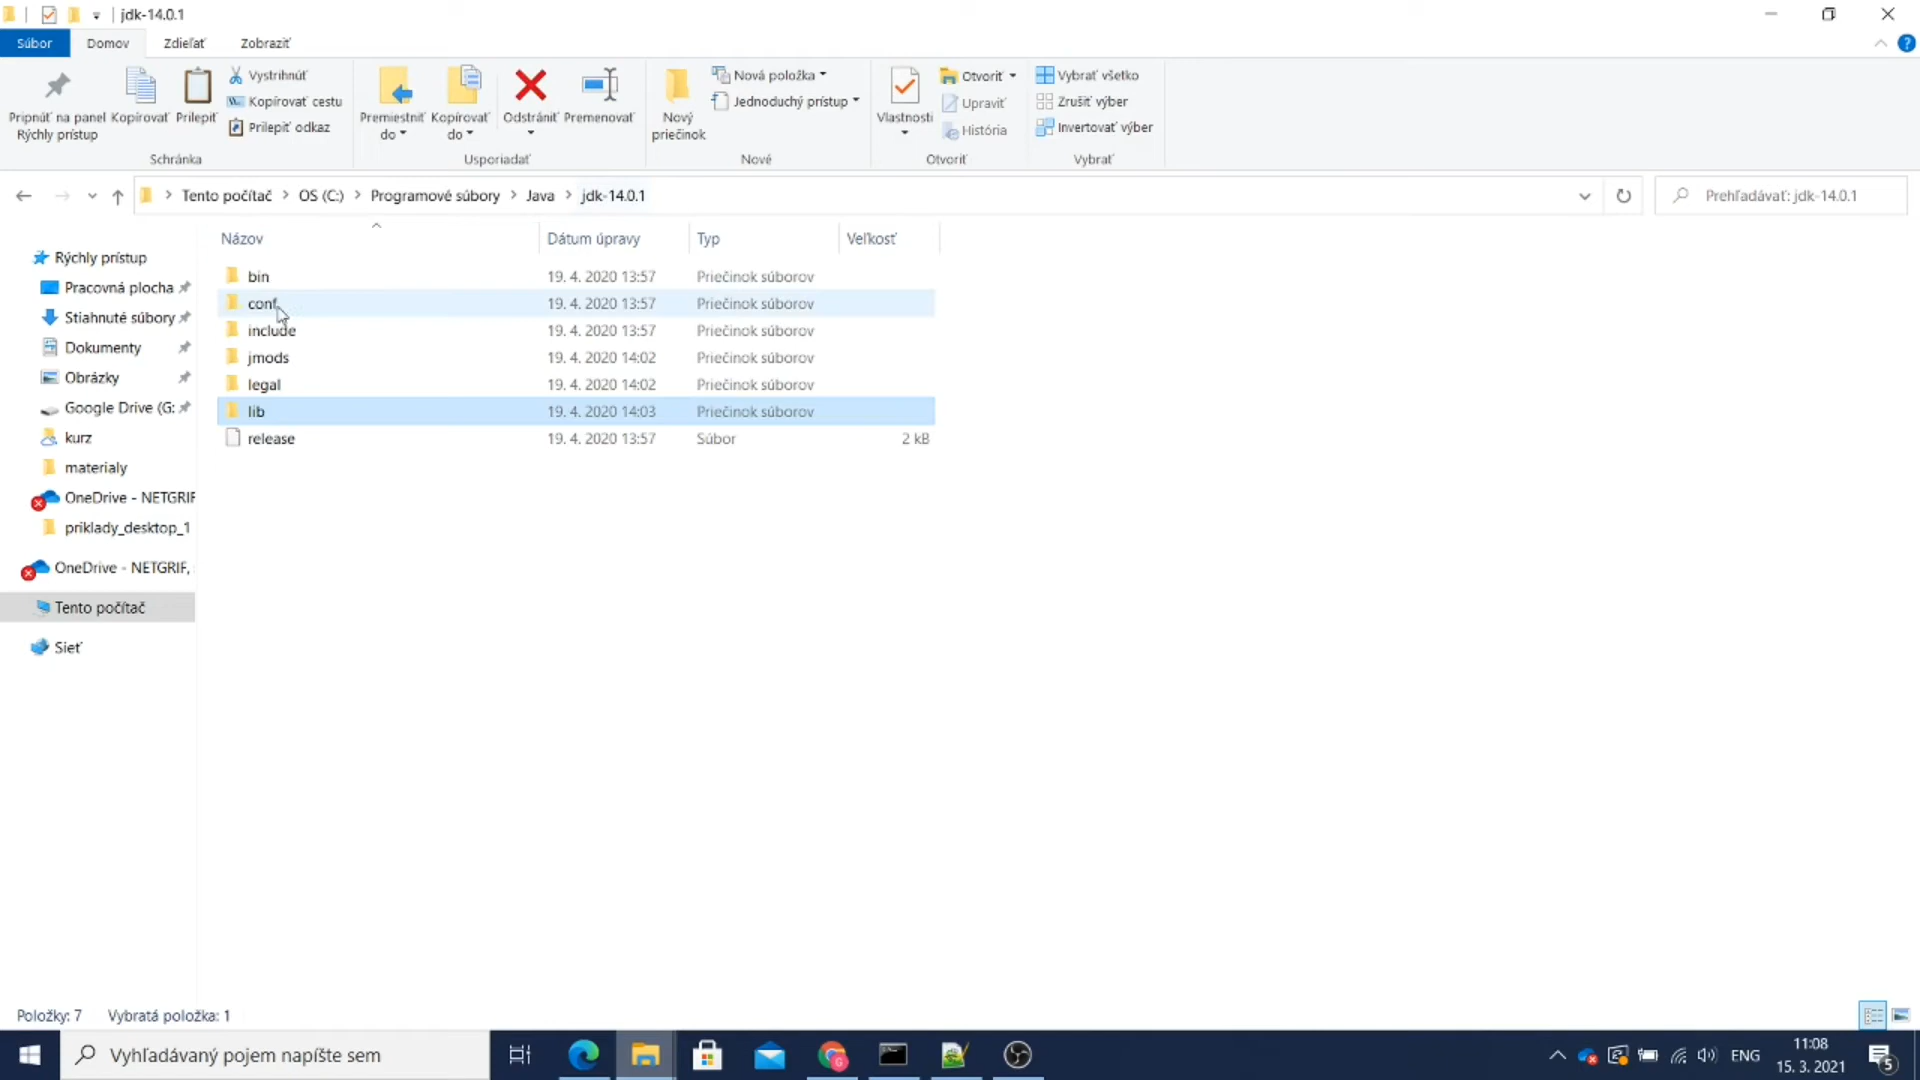 jdk-14.0.1
Súbor Domov Zdieľať Zobraziť
Pripnúť na panel Rýchly prístup
Kopírovať
Prilepiť
Vystrihnúť
Kopírovať cestu
Prilepiť odkaz
Schránka
Premiestniť do
Kopírovať do
Odstrániť
Premenovať
Usporiadať
Nový priečinok
Nová položka
Jednoduchý prístup
Nové
Vlastnosti
Otvoriť
Upraviť
História
Otvoriť
Vybrať všetko
Zrušiť výber
Invertovať výber
Vybrať
Tento počítač > OS (C:) > Programové súbory > Java > jdk-14.0.1
Prehľadávať: jdk-14.0.1
Názov Dátum úpravy Typ Veľkosť
bin 19. 4. 2020 13:57 Priečinok súborov
conf 19. 4. 2020 13:57 Priečinok súborov
include 19. 4. 2020 13:57 Priečinok súborov
jmods 19. 4. 2020 14:02 Priečinok súborov
legal 19. 4. 2020 14:02 Priečinok súborov
lib 19. 4. 2020 14:03 Priečinok súborov
release 19. 4. 2020 13:57 Súbor 2 kB
Rýchly prístup
Pracovná plocha
Stiahnuté súbory
Dokumenty
Obrázky
Google Drive (G:
kurz
materialy
OneDrive - NETGRIF
priklady_desktop_1
OneDrive - NETGRIF,
Tento počítač
Sieť
Položky: 7 Vybratá položka: 1
Vyhľadávaný pojem napíšte sem
ENG
11:08
15. 3. 2021
5